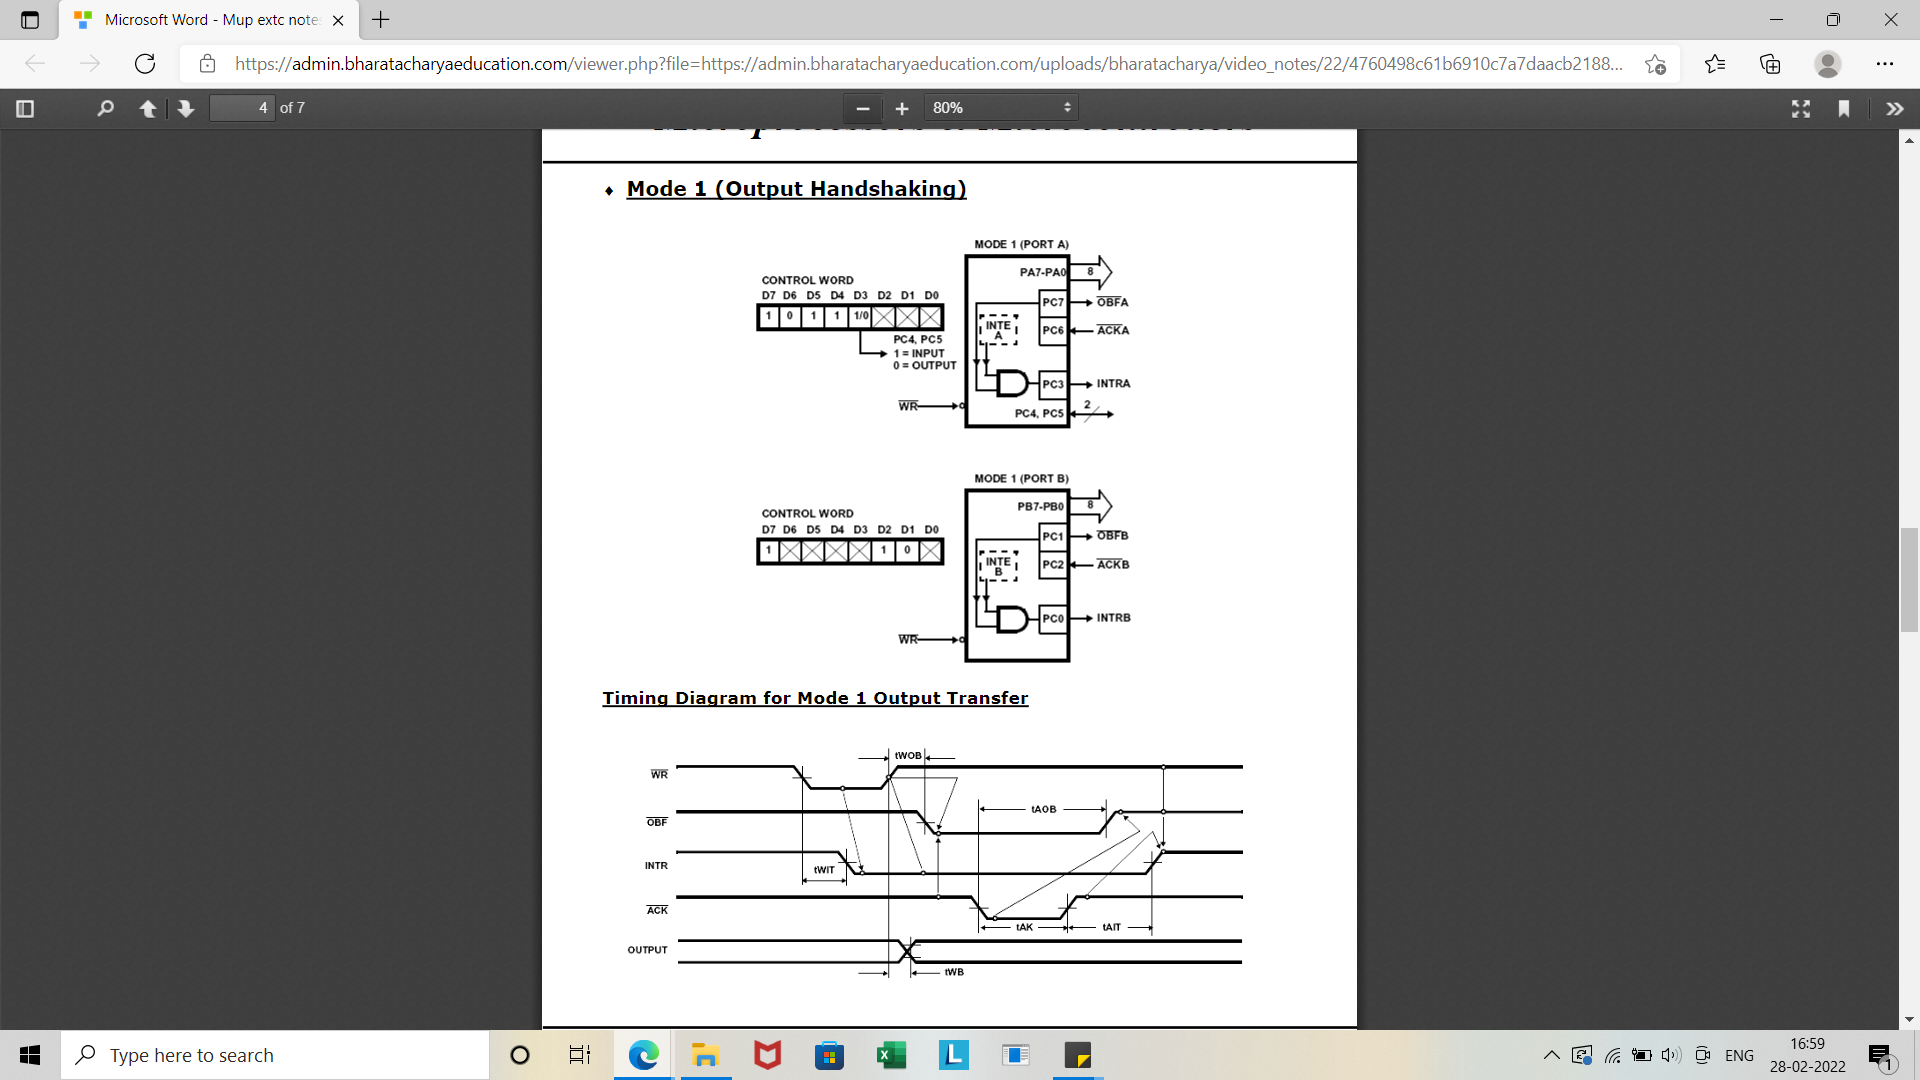 Microsoft Word - Mup extc note
https://admin.bharatacharyaeducation.com/viewer.php?file=https://admin.bharatacharyaeducation.com/uploads/bharatacharya/video_notes/22/4760498c61b6910c7a7daacb2188...
4 of 7
80%
Mode 1 (Output Handshaking)
MODE 1 (PORT A)
CONTROL WORD
D7 D6 D5 D4 D3 D2 D1 D0
1 0 1 1 1/0
PC4, PC5
1 = INPUT
0 = OUTPUT
WR
PA7-PA0
8
PC7
OBFA
INTE
A
PC6
ACKA
PC3
INTRA
PC4, PC5
2
MODE 1 (PORT B)
CONTROL WORD
D7 D6 D5 D4 D3 D2 D1 D0
1 1 0
WR
PB7-PB0
8
PC1
OBFB
INTE
B
PC2
ACKB
PC0
INTRB
Timing Diagram for Mode 1 Output Transfer
tWOB
WR
tAOB
OBF
INTR
tWIT
ACK
tAK
tAIT
OUTPUT
tWB
Type here to search
ENG
16:59
28-02-2022
1